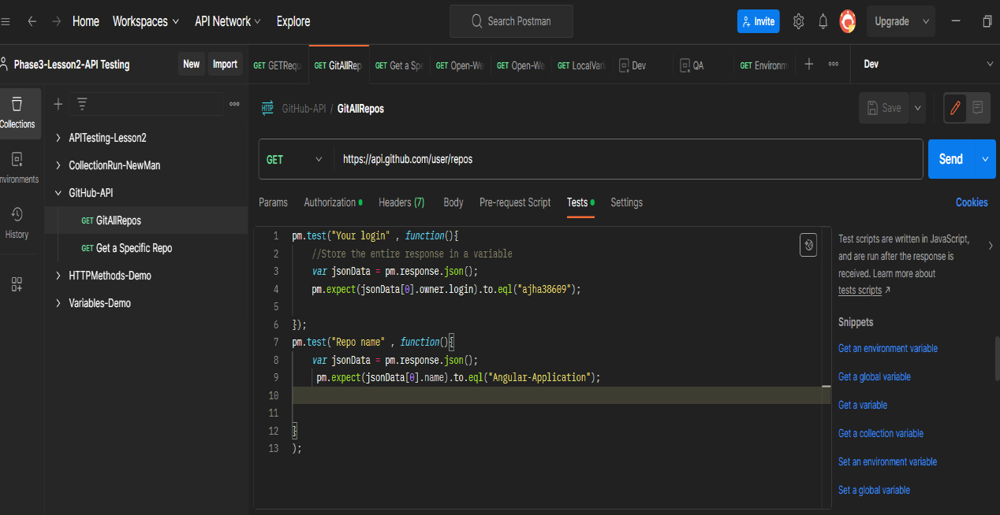 Home Workspaces API Network Explore Search Postman Invite Upgrade
Phase3-Lesson2-API Testing New Import GET GETRequ GET GitAllRep GET Get a Spe GET Open-We GET Open-We GET LocalVari Dev QA GET Environm Dev
Collections
nvironments
History
APITesting-Lesson2
CollectionRun-NewMan
GitHub-API
GET GitAllRepos
GET Get a Specific Repo
HTTPMethods-Demo
Variables-Demo
HTTP GitHub-API / GitAllRepos Save
GET https://api.github.com/user/repos Send
Params Authorization Headers (7) Body Pre-request Script Tests Settings Cookies
1 pm.test("Your login" , function(){
2 //Store the entire response in a variable
3 var jsonData = pm.response.json();
4 pm.expect(jsonData[0].owner.login).to.eql("ajha38609");
5
6 });
7 pm.test("Repo name" , function(){
8 var jsonData = pm.response.json();
9 pm.expect(jsonData[0].name).to.eql("Angular-Application");
10
11
12 }
13 );
Test scripts are written in JavaScript,
and are run after the response is
received. Learn more about
tests scripts
Snippets
Get an environment variable
Get a global variable
Get a variable
Get a collection variable
Set an environment variable
Set a global variable